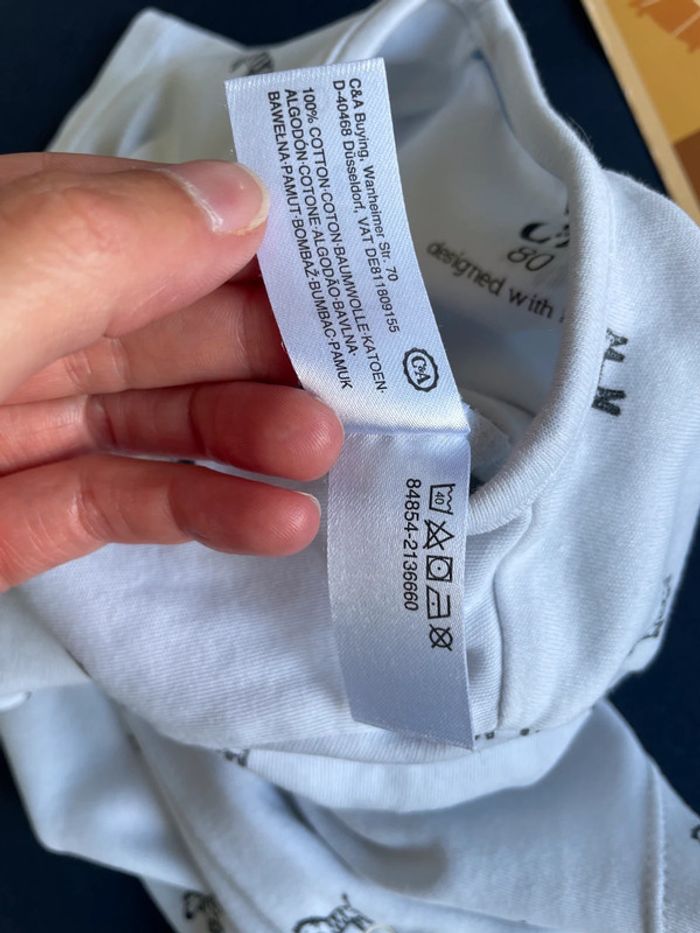 C&A Buying, Wanheimer Str. 70
D-40468 Düsseldorf, VAT DE811809155
100% COTTON·COTON·BAUMWOLLE·KATOEN·
ALGODÓN·COTONE·ALGODÃO·BAVLNA·
BAWEŁNA·PAMUT·BOMBAŽ·BUMBAC·PAMUK
C&A
40
84854-2136660
80
designed with
M N